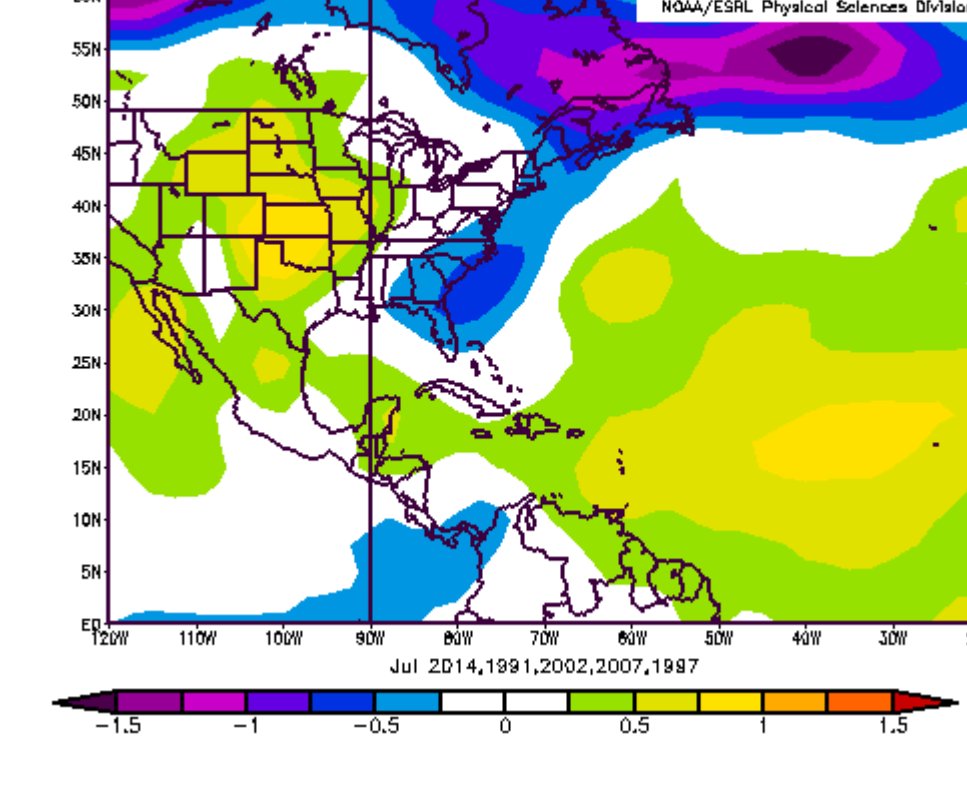 NOAA/ESRL Physical Sciences Divisio
55N
50N
45N
40N
35N
30N
25N
20N
15N
10N
5N
EQ
120W 110W 100W 90W 80W 70W 60W 50W 40W 30W
Jul 2014,1991,2002,2007,1997
−1.5 −1 −0.5 0 0.5 1 1.5